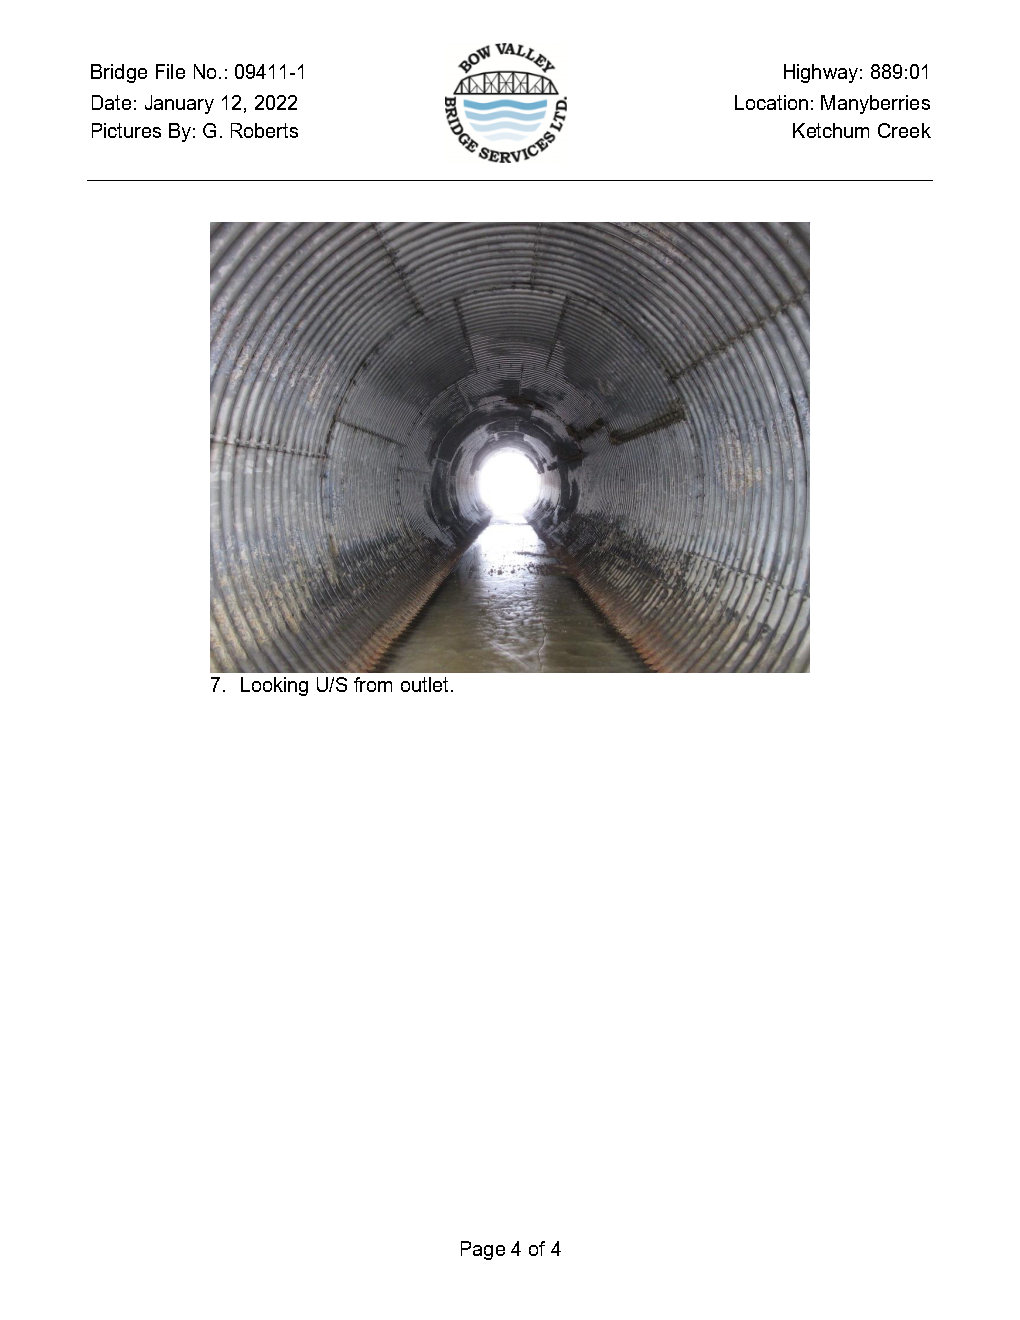 Bridge File No.: 09411-1
Date: January 12, 2022
Pictures By: G. Roberts
BOW VALLEY
BRIDGE SERVICES LTD.
Highway: 889:01
Location: Manyberries
Ketchum Creek
7. Looking U/S from outlet.
Page 4 of 4